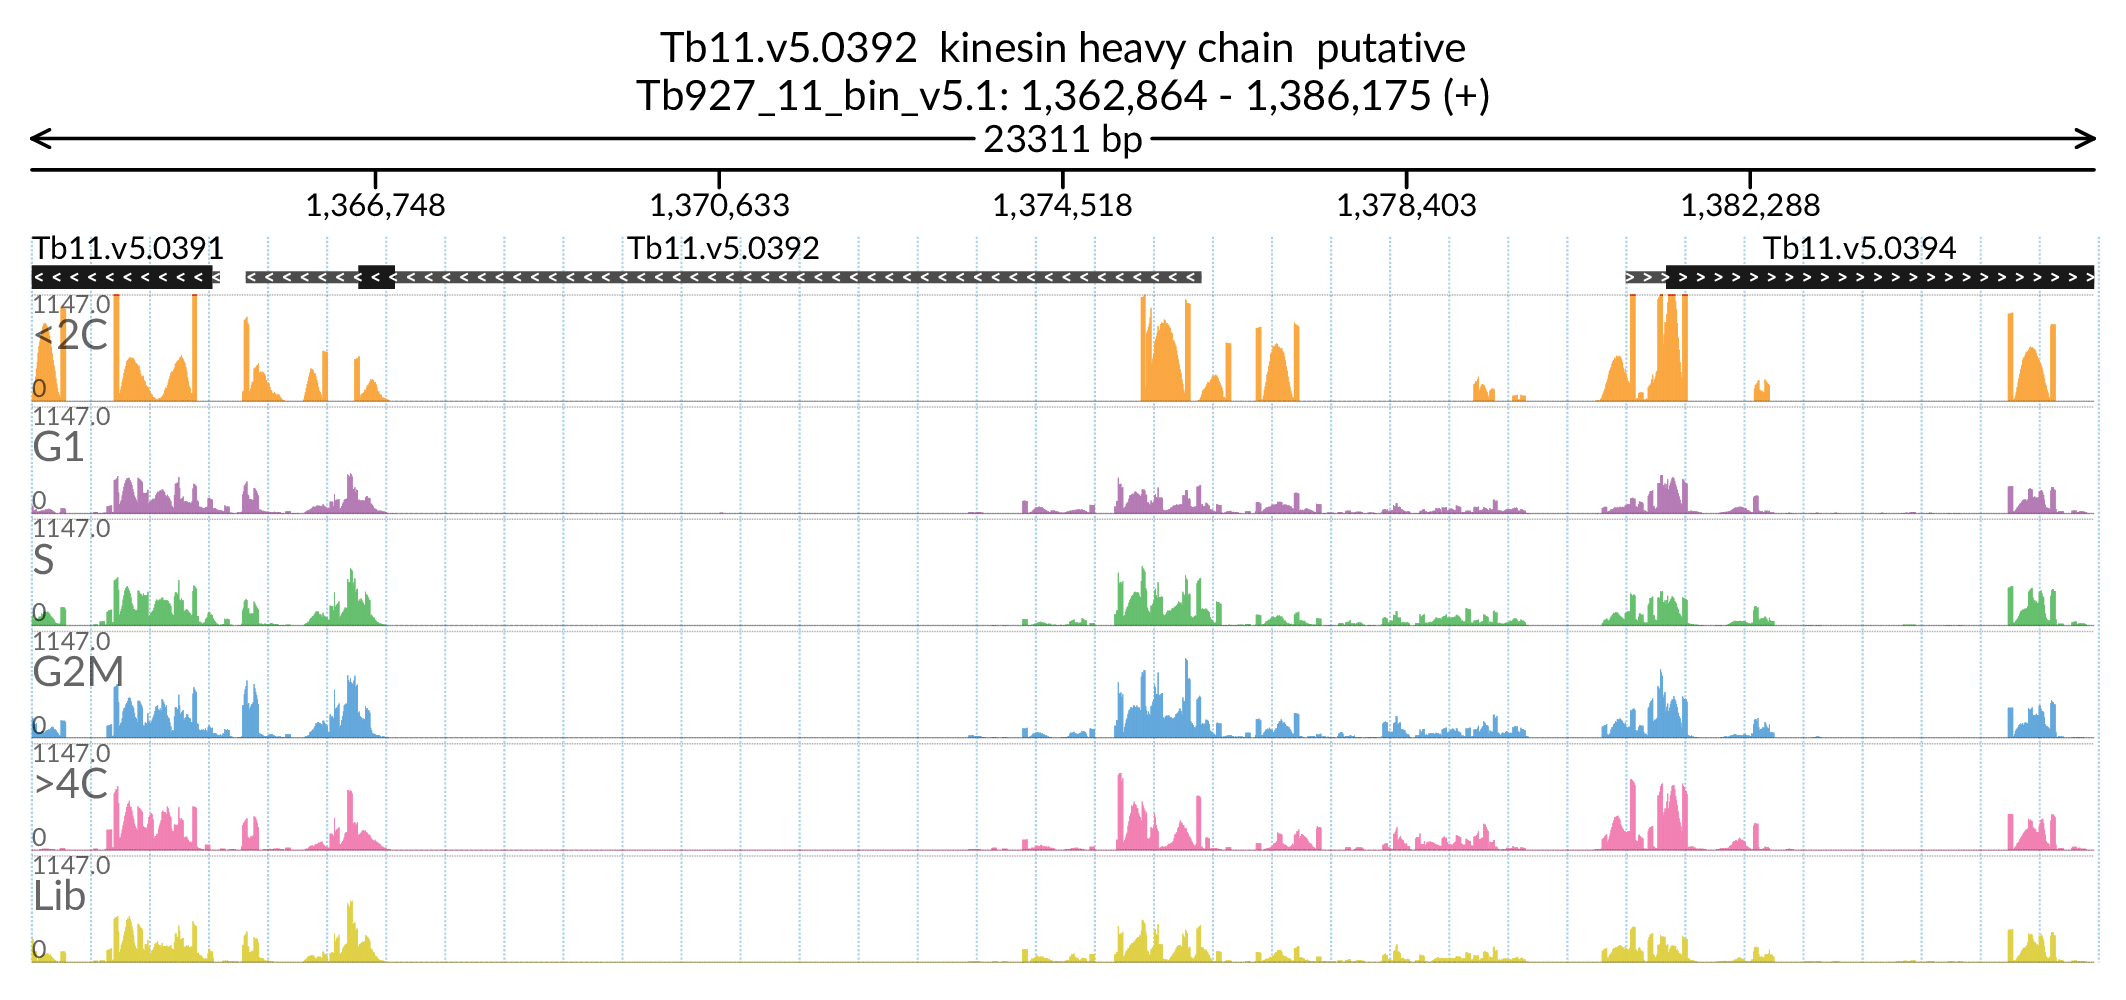 Tb11.v5.0392  kinesin heavy chain  putative
Tb927_11_bin_v5.1: 1,362,864 - 1,386,175 (+)
23311 bp
1,366,748 1,370,633 1,374,518 1,378,403 1,382,288
Tb11.v5.0391 Tb11.v5.0392 Tb11.v5.0394
1147.0
<2C
0
1147.0
G1
0
1147.0
S
0
1147.0
G2M
0
1147.0
>4C
0
1147.0
Lib
0